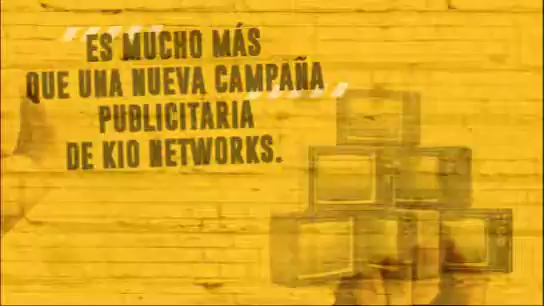 ES MUCHO MÁS
QUE UNA NUEVA CAMPAÑA
PUBLICITARIA
DE KIO NETWORKS.